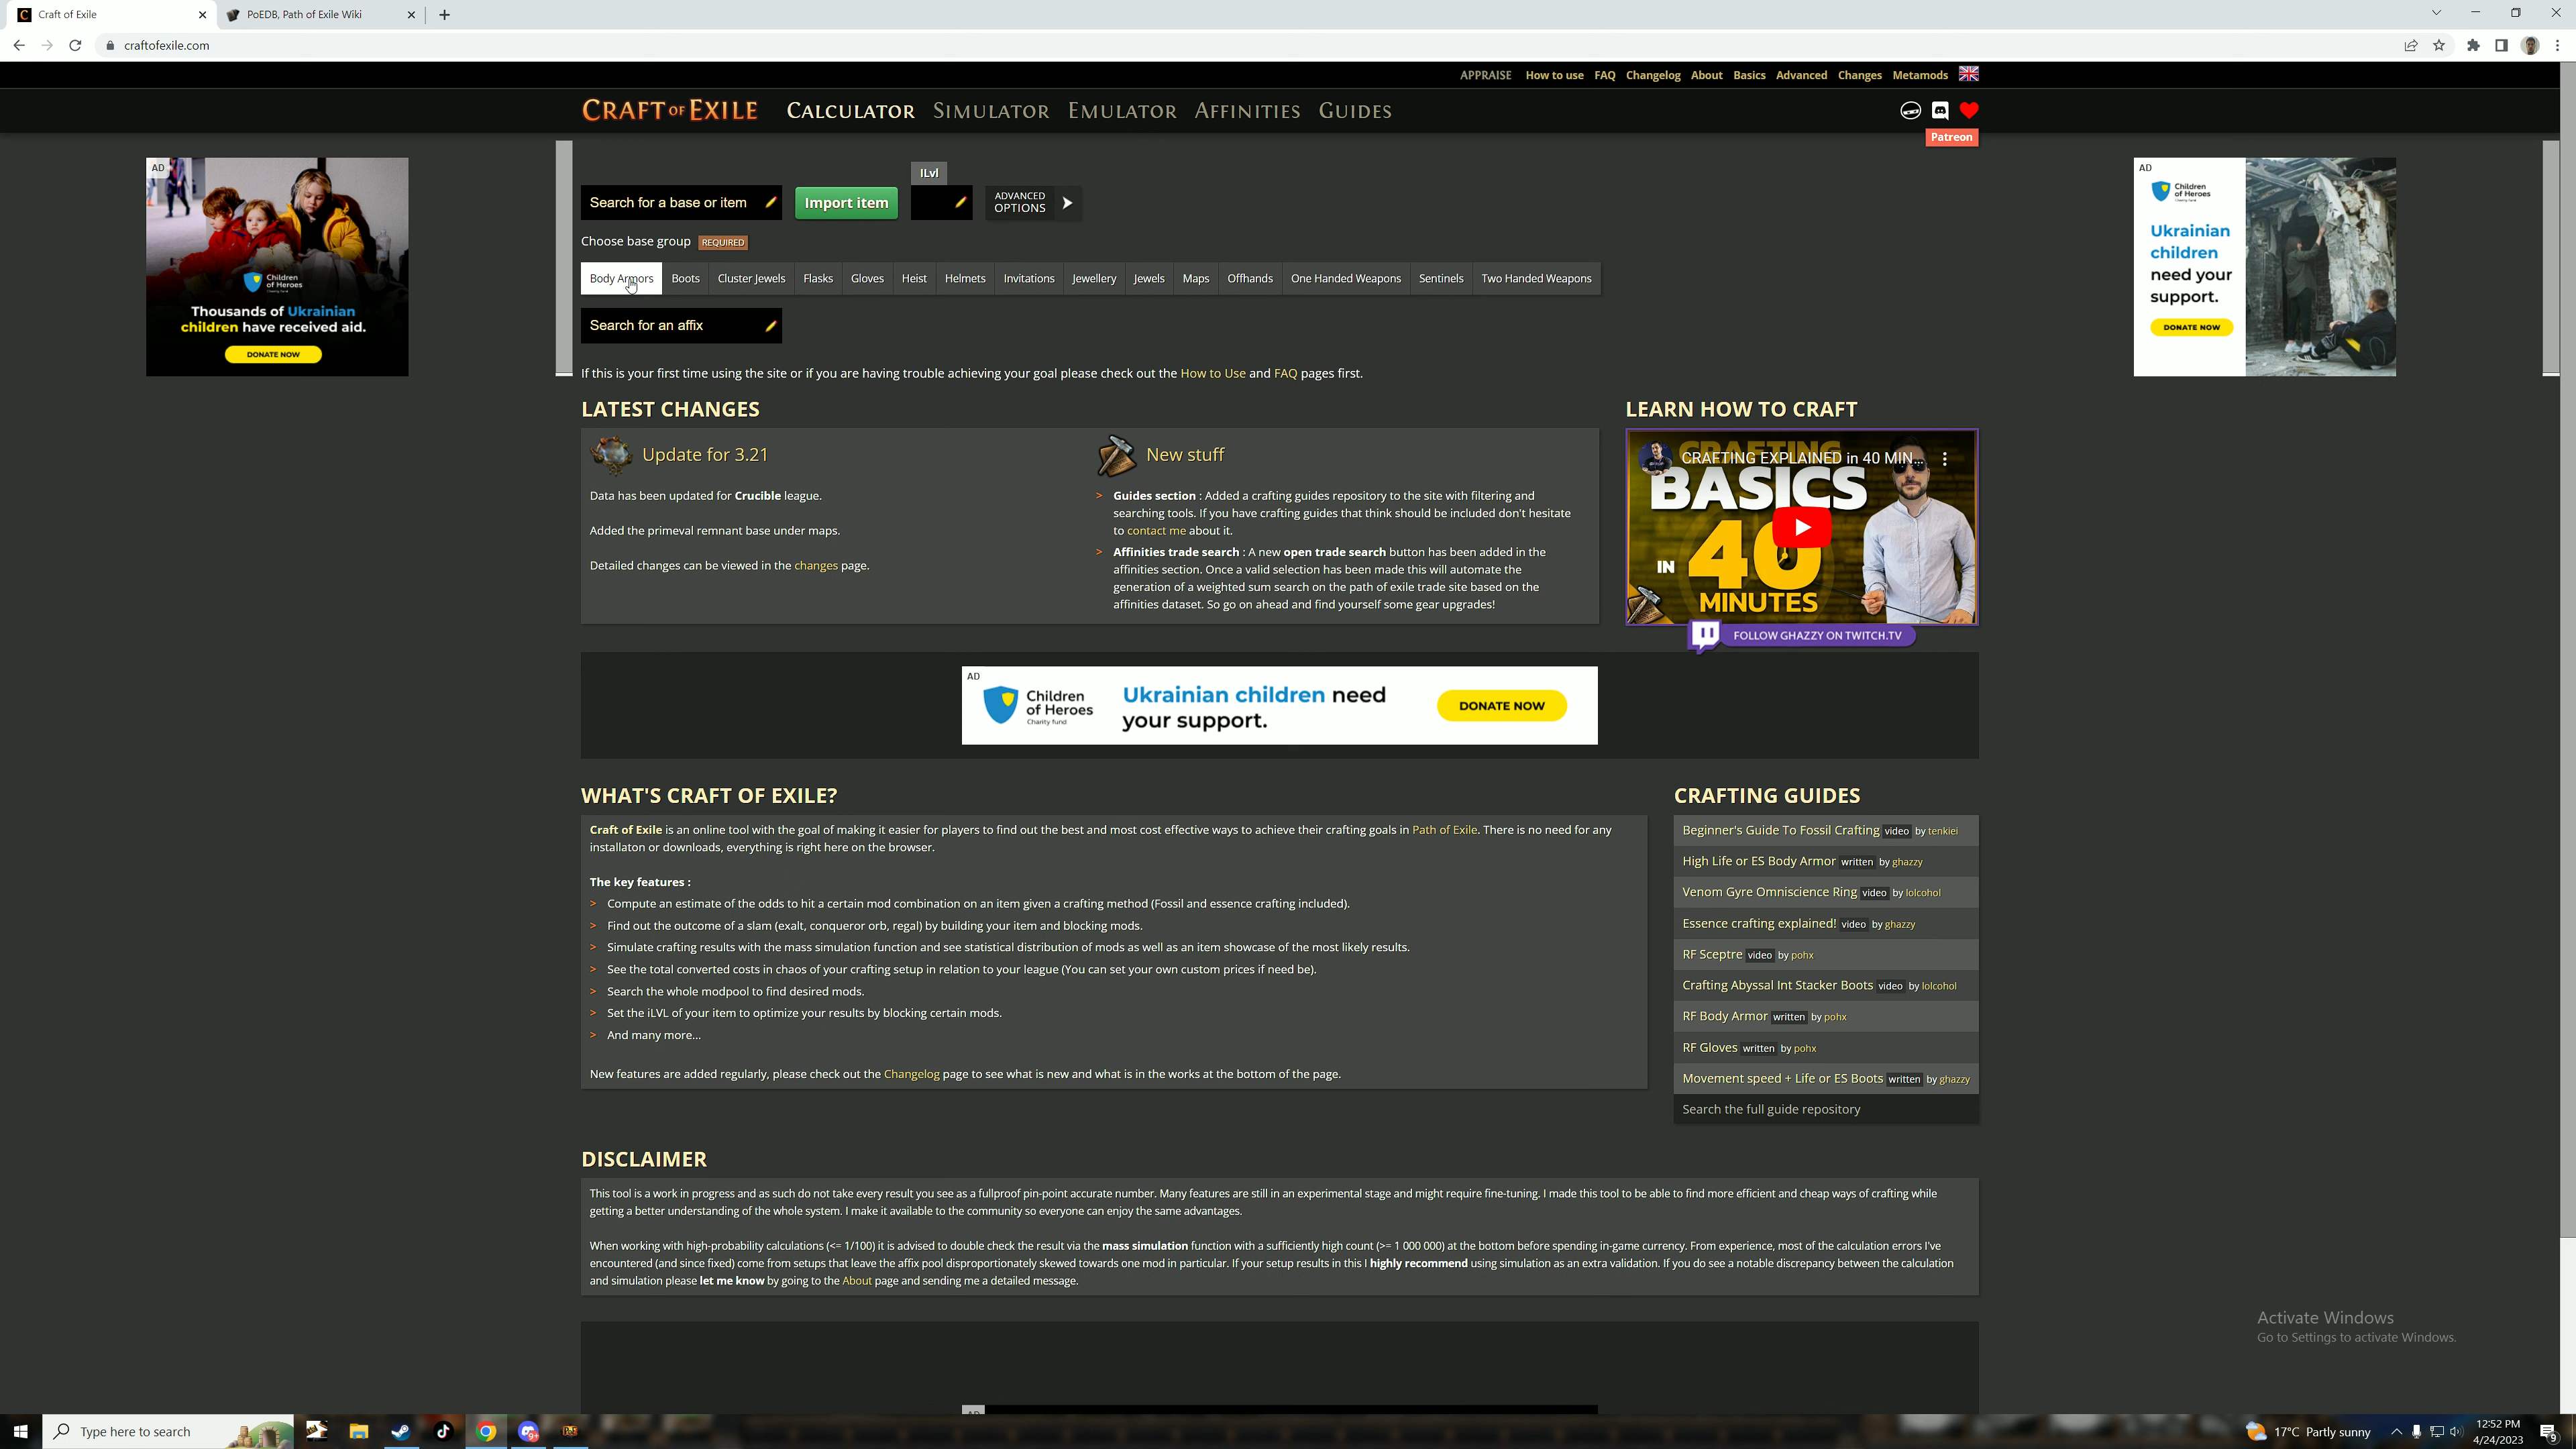 Craft of Exile
PoEDB, Path of Exile Wiki
craftofexile.com
APPRAISE How to use FAQ Changelog About Basics Advanced Changes Metamods
CRAFT OF EXILE CALCULATOR SIMULATOR EMULATOR AFFINITIES GUIDES
Patreon
AD
Children of Heroes
Charity fund
Thousands of Ukrainian
children have received aid.
DONATE NOW
ILvl
Search for a base or item
Import item
ADVANCED
OPTIONS
Choose base group REQUIRED
Body Armors Boots Cluster Jewels Flasks Gloves Heist Helmets Invitations Jewellery Jewels Maps Offhands One Handed Weapons Sentinels Two Handed Weapons
Search for an affix
If this is your first time using the site or if you are having trouble achieving your goal please check out the How to Use and FAQ pages first.
AD
Children
of Heroes
Charity fund
Ukrainian
children
need your
support.
DONATE NOW
LATEST CHANGES
Update for 3.21
Data has been updated for Crucible league.
Added the primeval remnant base under maps.
Detailed changes can be viewed in the changes page.
New stuff
> Guides section : Added a crafting guides repository to the site with filtering and
searching tools. If you have crafting guides that think should be included don't hesitate
to contact me about it.
> Affinities trade search : A new open trade search button has been added in the
affinities section. Once a valid selection has been made this will automate the
generation of a weighted sum search on the path of exile trade site based on the
affinities dataset. So go on ahead and find yourself some gear upgrades!
LEARN HOW TO CRAFT
CRAFTING EXPLAINED in 40 MIN...
CRAFTING
BASICS
IN 40
MINUTES
FOLLOW GHAZZY ON TWITCH.TV
AD
Children
of Heroes
Charity fund
Ukrainian children need
your support.
DONATE NOW
WHAT'S CRAFT OF EXILE?
Craft of Exile is an online tool with the goal of making it easier for players to find out the best and most cost effective ways to achieve their crafting goals in Path of Exile. There is no need for any
installaton or downloads, everything is right here on the browser.
The key features :
> Compute an estimate of the odds to hit a certain mod combination on an item given a crafting method (Fossil and essence crafting included).
> Find out the outcome of a slam (exalt, conqueror orb, regal) by building your item and blocking mods.
> Simulate crafting results with the mass simulation function and see statistical distribution of mods as well as an item showcase of the most likely results.
> See the total converted costs in chaos of your crafting setup in relation to your league (You can set your own custom prices if need be).
> Search the whole modpool to find desired mods.
> Set the iLVL of your item to optimize your results by blocking certain mods.
> And many more...
New features are added regularly, please check out the Changelog page to see what is new and what is in the works at the bottom of the page.
CRAFTING GUIDES
Beginner's Guide To Fossil Crafting video by tenkiei
High Life or ES Body Armor written by ghazzy
Venom Gyre Omniscience Ring video by lolcohol
Essence crafting explained! video by ghazzy
RF Sceptre video by pohx
Crafting Abyssal Int Stacker Boots video by lolcohol
RF Body Armor written by pohx
RF Gloves written by pohx
Movement speed + Life or ES Boots written by ghazzy
Search the full guide repository
DISCLAIMER
This tool is a work in progress and as such do not take every result you see as a fullproof pin-point accurate number. Many features are still in an experimental stage and might require fine-tuning. I made this tool to be able to find more efficient and cheap ways of crafting while
getting a better understanding of the whole system. I make it available to the community so everyone can enjoy the same advantages.
When working with high-probability calculations (<= 1/100) it is advised to double check the result via the mass simulation function with a sufficiently high count (>= 1 000 000) at the bottom before spending in-game currency. From experience, most of the calculation errors I've
encountered (and since fixed) come from setups that leave the affix pool disproportionately skewed towards one mod in particular. If your setup results in this I highly recommend using simulation as an extra validation. If you do see a notable discrepancy between the calculation
and simulation please let me know by going to the About page and sending me a detailed message.
Activate Windows
Go to Settings to activate Windows.
Type here to search
17°C Partly sunny
12:52 PM
4/24/2023